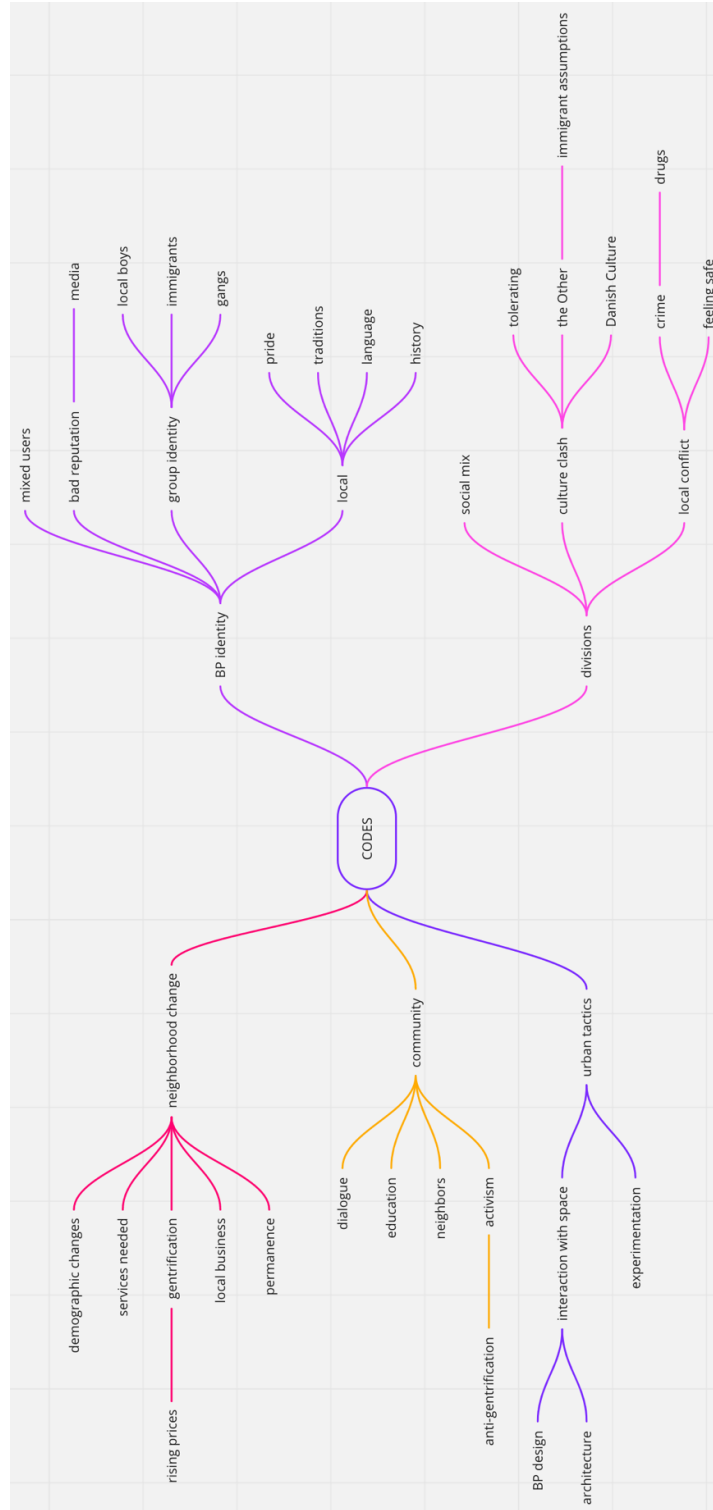 CODES
neighborhood change
demographic changes
services needed
gentrification
rising prices
local business
permanence
community
dialogue
education
neighbors
activism
anti-gentrification
urban tactics
interaction with space
BP design
architecture
experimentation
BP identity
mixed users
bad reputation
media
group identity
local boys
immigrants
gangs
local
pride
traditions
language
history
divisions
social mix
culture clash
tolerating
the Other
immigrant assumptions
Danish Culture
local conflict
crime
drugs
feeling safe